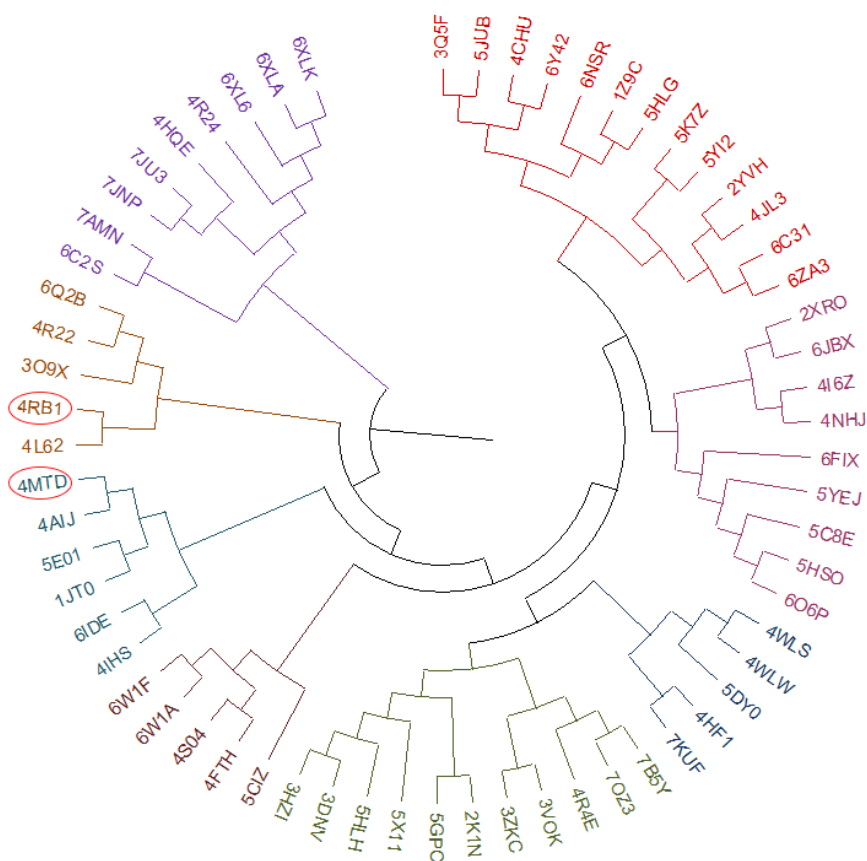 3Q5F
5JUB
4CHU
6Y42
6NSR
1Z9C
5HLG
5K7Z
5YI2
2YVH
4JL3
6C31
6ZA3
2XRO
6JBX
4I6Z
4NHJ
6FIX
5YEJ
5C8E
5HSO
6O6P
4WLS
4WLW
5DY0
4HF1
7KUF
7B5Y
7OZ3
4R4E
3VOK
3ZKC
2K1N
5GPC
5X11
5HLH
3DNV
3HZI
5CIZ
4FTH
4S04
6W1A
6W1F
4IHS
6IDE
1JT0
5E01
4AIJ
4MTD
4L62
4RB1
3O9X
4R22
6Q2B
6C2S
7AMN
7JNP
7JU3
4HQE
4R24
6XL6
6XLA
6XLK